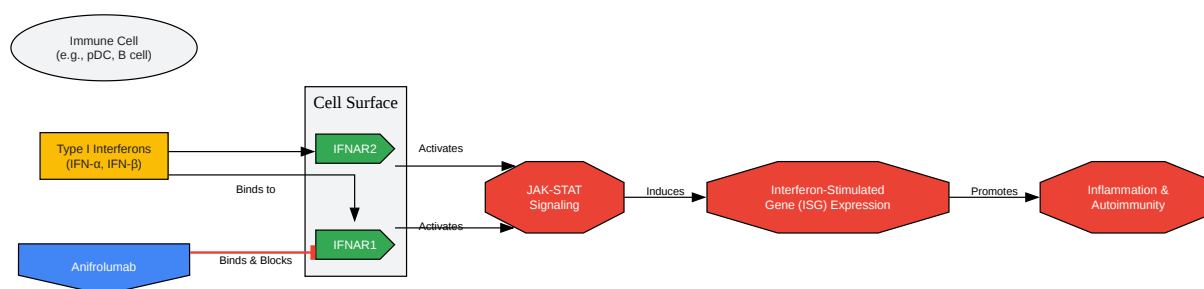 Immune Cell
(e.g., pDC, B cell)
Cell Surface
Type I Interferons
(IFN-α, IFN-β)
IFNAR2
Activates
Binds to
JAK-STAT
Signaling
Induces
Interferon-Stimulated
Gene (ISG) Expression
Promotes
Inflammation &
Autoimmunity
IFNAR1
Activates
Anifrolumab
Binds & Blocks